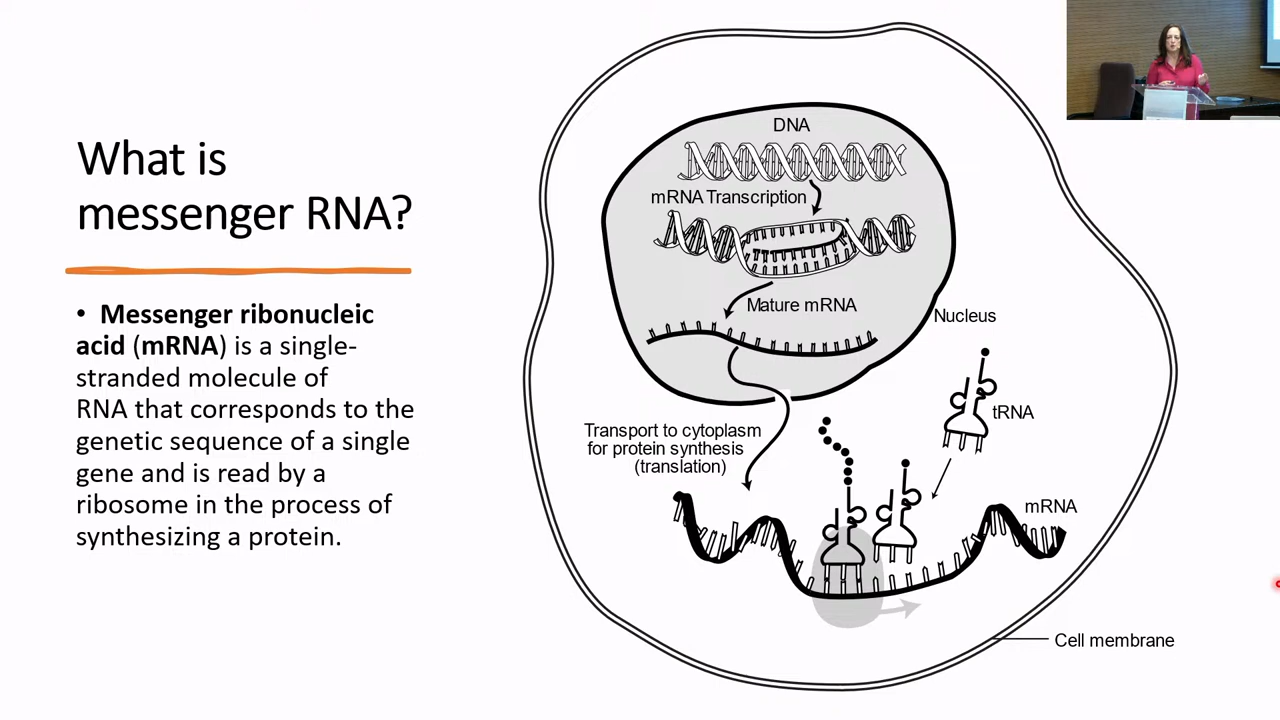 What is
messenger RNA?
• Messenger ribonucleic
acid (mRNA) is a single-
stranded molecule of
RNA that corresponds to the
genetic sequence of a single
gene and is read by a
ribosome in the process of
synthesizing a protein.
DNA
mRNA Transcription
Mature mRNA
Nucleus
tRNA
Transport to cytoplasm
for protein synthesis
(translation)
mRNA
Cell membrane